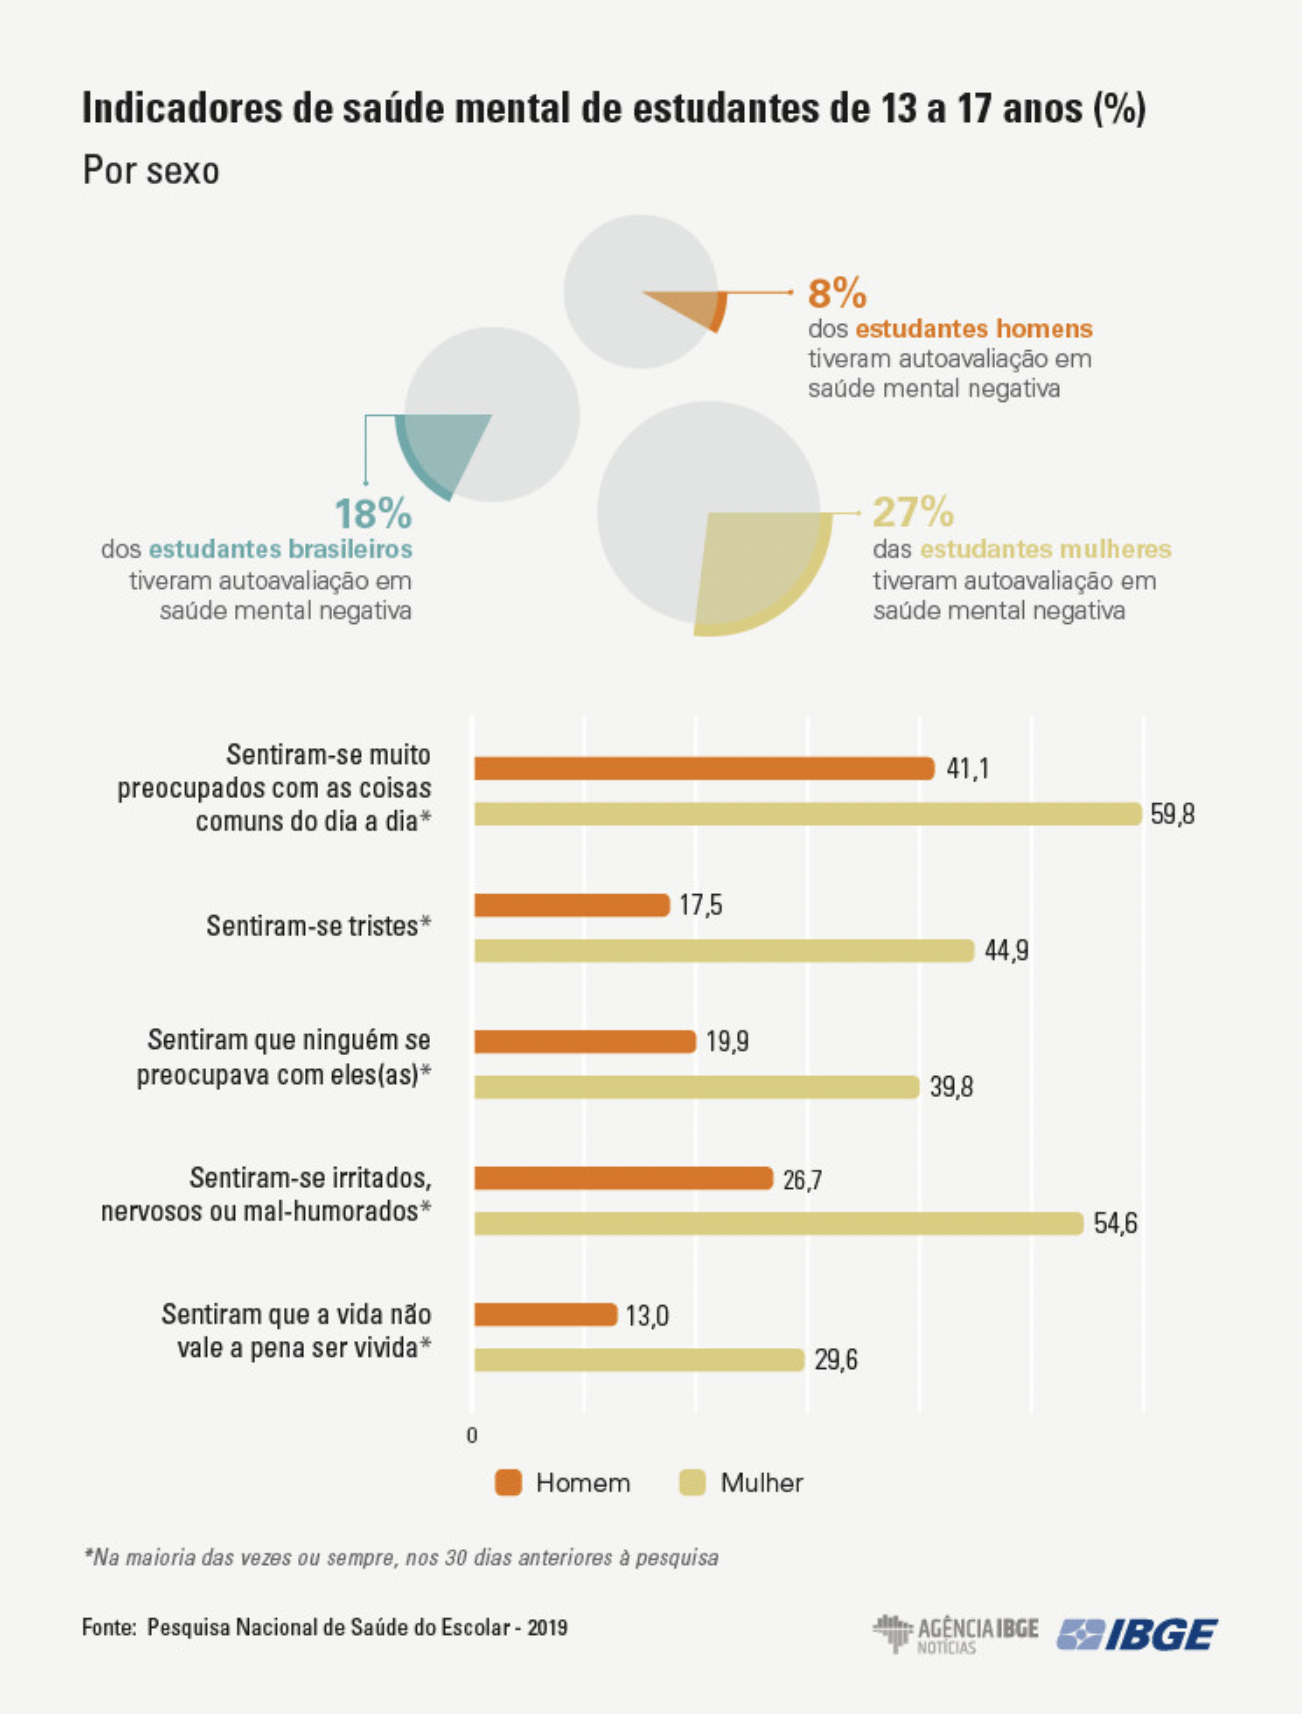 Indicadores de saúde mental de estudantes de 13 a 17 anos (%)
Por sexo
8%
dos estudantes homens
tiveram autoavaliação em
saúde mental negativa
18%
dos estudantes brasileiros
tiveram autoavaliação em
saúde mental negativa
27%
das estudantes mulheres
tiveram autoavaliação em
saúde mental negativa
Sentiram-se muito
preocupados com as coisas
comuns do dia a dia*
41,1
59,8
Sentiram-se tristes*
17,5
44,9
Sentiram que ninguém se
preocupava com eles(as)*
19,9
39,8
Sentiram-se irritados,
nervosos ou mal-humorados*
26,7
54,6
Sentiram que a vida não
vale a pena ser vivida*
13,0
29,6
0
Homem Mulher
*Na maioria das vezes ou sempre, nos 30 dias anteriores à pesquisa
Fonte: Pesquisa Nacional de Saúde do Escolar - 2019
AGÊNCIA IBGE
NOTÍCIAS
IBGE